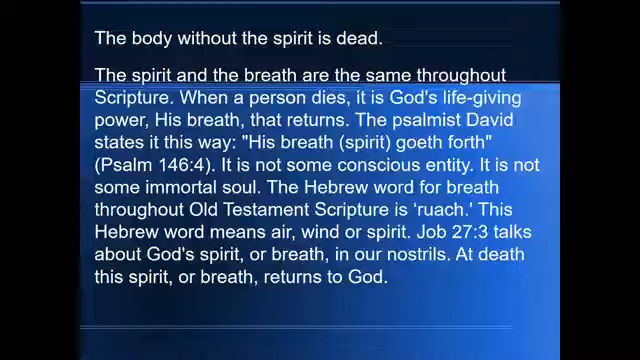 The body without the spirit is dead.
The spirit and the breath are the same throughout
Scripture. When a person dies, it is God's life-giving
power, His breath, that returns. The psalmist David
states it this way: "His breath (spirit) goeth forth"
(Psalm 146:4). It is not some conscious entity. It is not
some immortal soul. The Hebrew word for breath
throughout Old Testament Scripture is ‘ruach.' This
Hebrew word means air, wind or spirit. Job 27:3 talks
about God's spirit, or breath, in our nostrils. At death
this spirit, or breath, returns to God.